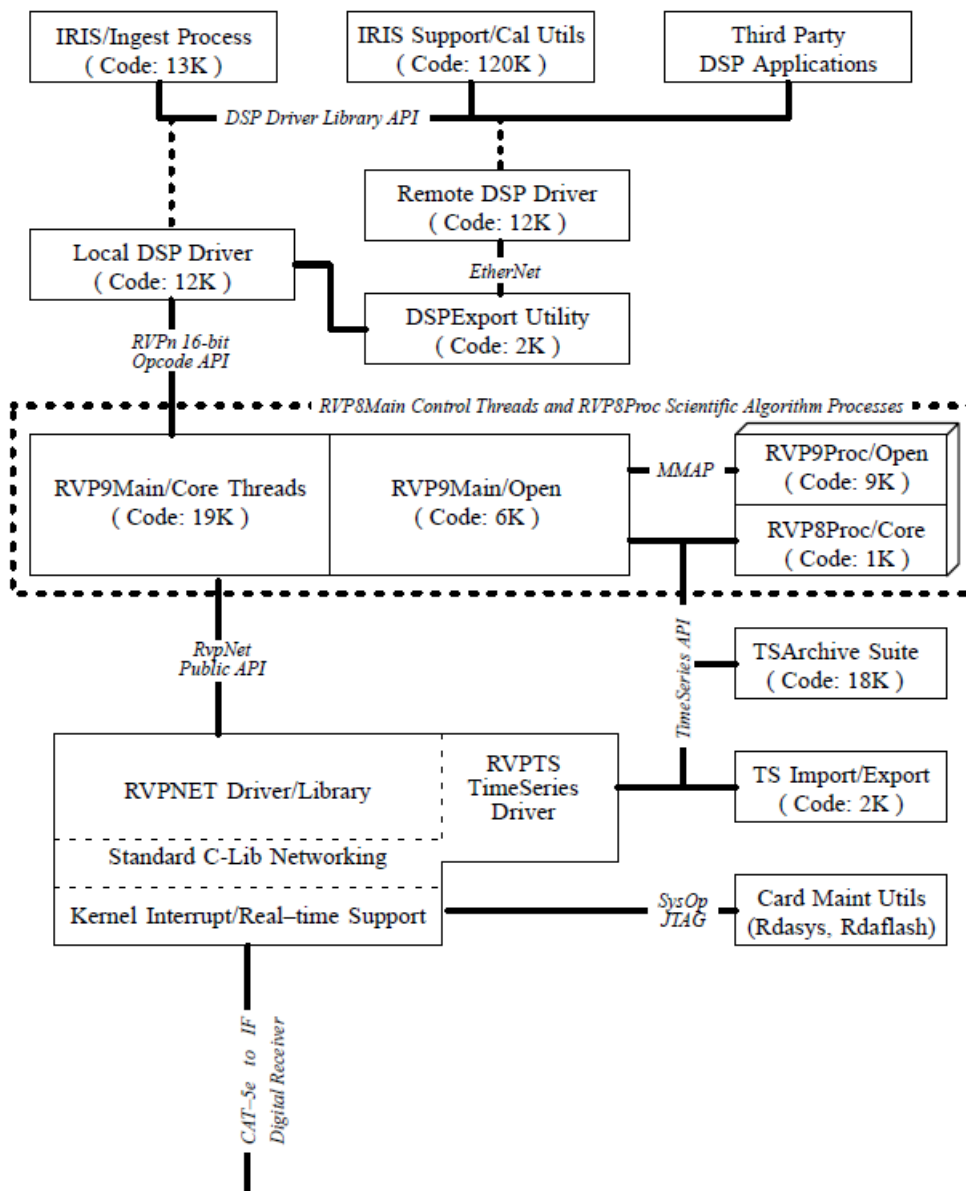 IRIS/Ingest Process
( Code: 13K )
IRIS Support/Cal Utils
( Code: 120K )
Third Party
DSP Applications
DSP Driver Library API
Remote DSP Driver
( Code: 12K )
Local DSP Driver
( Code: 12K )
EtherNet
DSPExport Utility
( Code: 2K )
RVPn 16-bit
Opcode API
RVP8Main Control Threads and RVP8Proc Scientific Algorithm Processes
RVP9Main/Core Threads
( Code: 19K )
RVP9Main/Open
( Code: 6K )
MMAP
RVP9Proc/Open
( Code: 9K )
RVP8Proc/Core
( Code: 1K )
RvpNet
Public API
TimeSeries API
TSArchive Suite
( Code: 18K )
RVPNET Driver/Library
RVPTS
TimeSeries
Driver
TS Import/Export
( Code: 2K )
Standard C-Lib Networking
Kernel Interrupt/Real–time Support
SysOp
JTAG
Card Maint Utils
(Rdasys, Rdaflash)
CAT–5e to IF
Digital Receiver